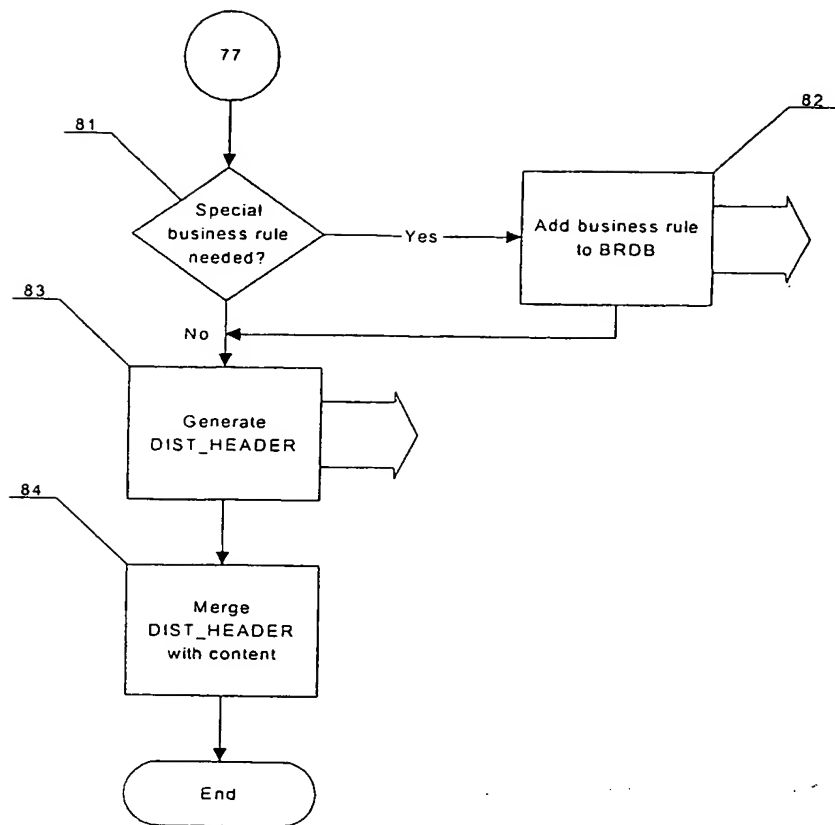 77
81
82
Special
business rule
needed?
Yes
Add business rule
to BRDB
83
No
Generate
DIST_HEADER
84
Merge
DIST_HEADER
with content
End